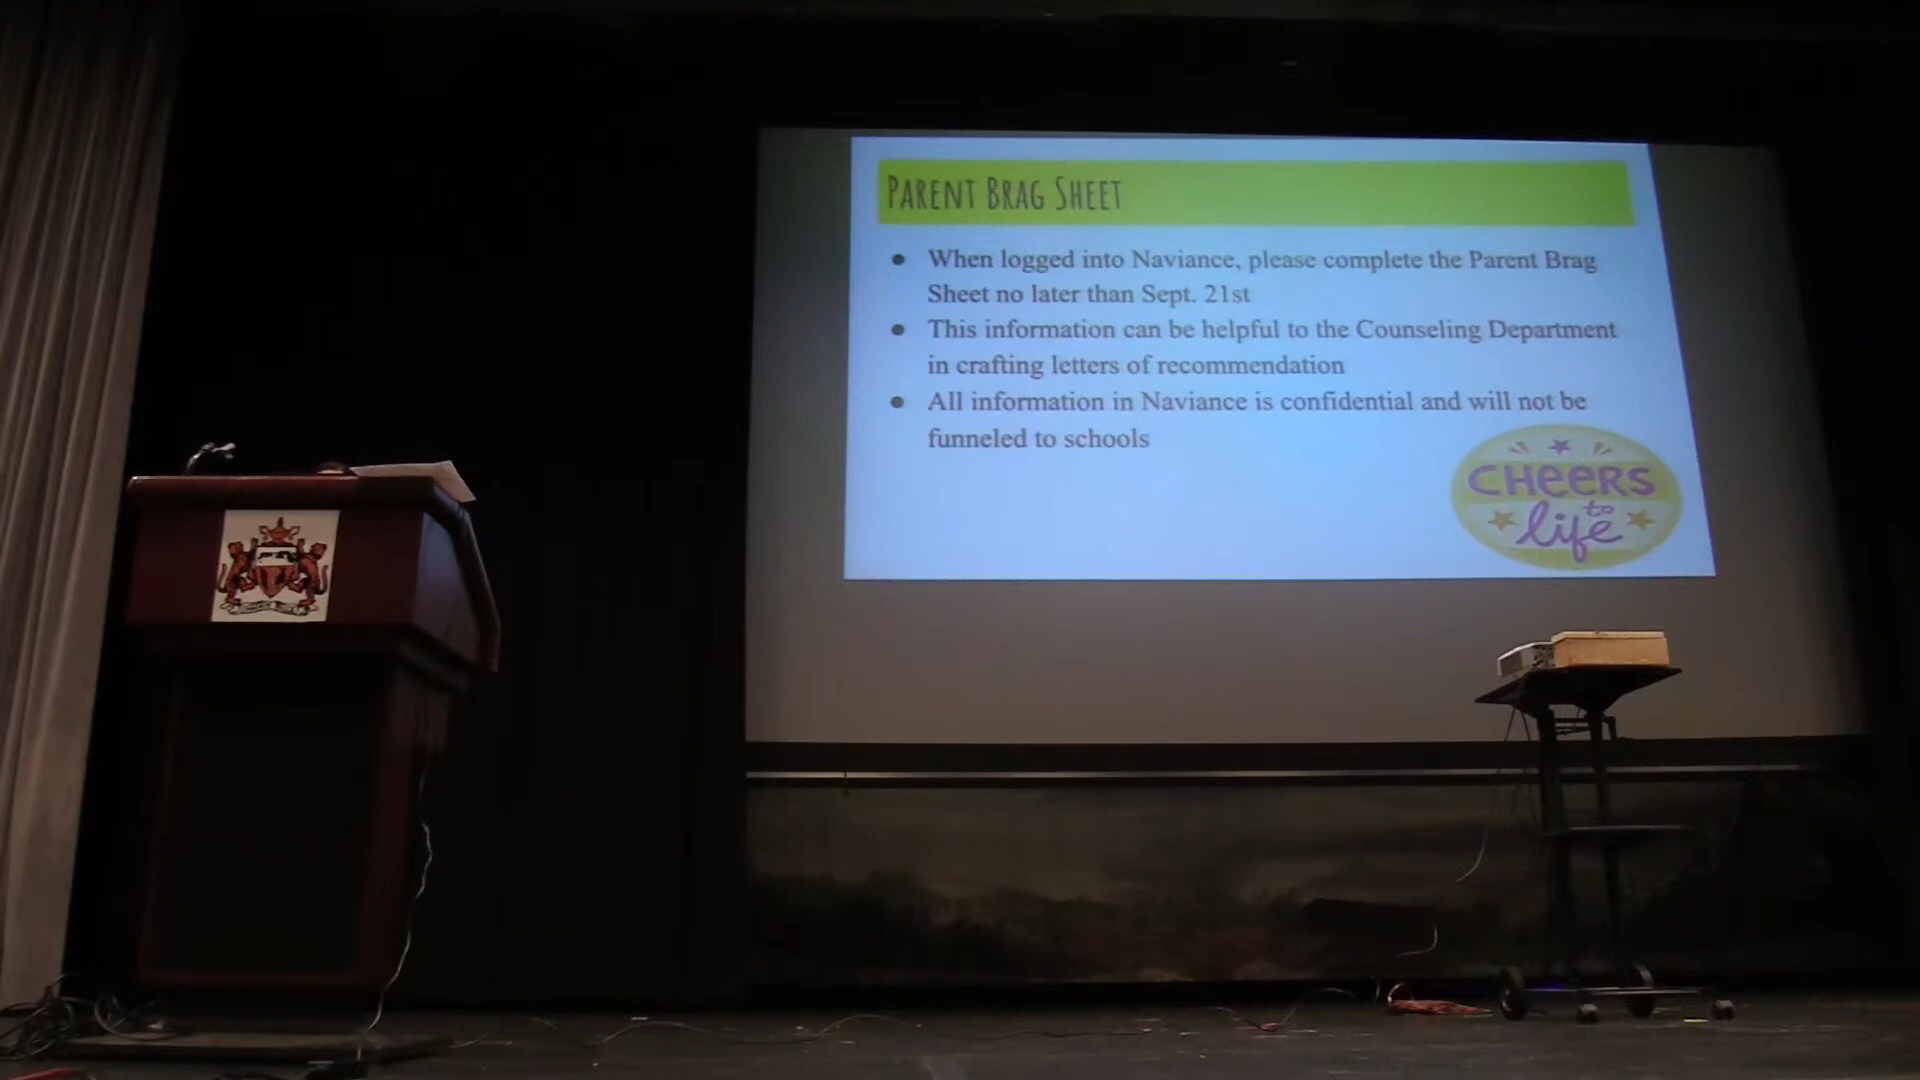 PARENT BRAG SHEET
● When logged into Naviance, please complete the Parent Brag
Sheet no later than Sept. 21st
● This information can be helpful to the Counseling Department
in crafting letters of recommendation
● All information in Naviance is confidential and will not be
funneled to schools
CHEERS
to
life